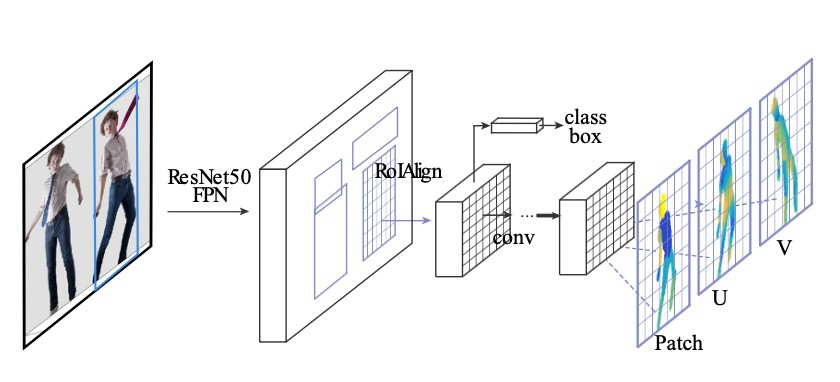 ResNet50
FPN
RoIAlign
class
box
conv
...
Patch
U
V